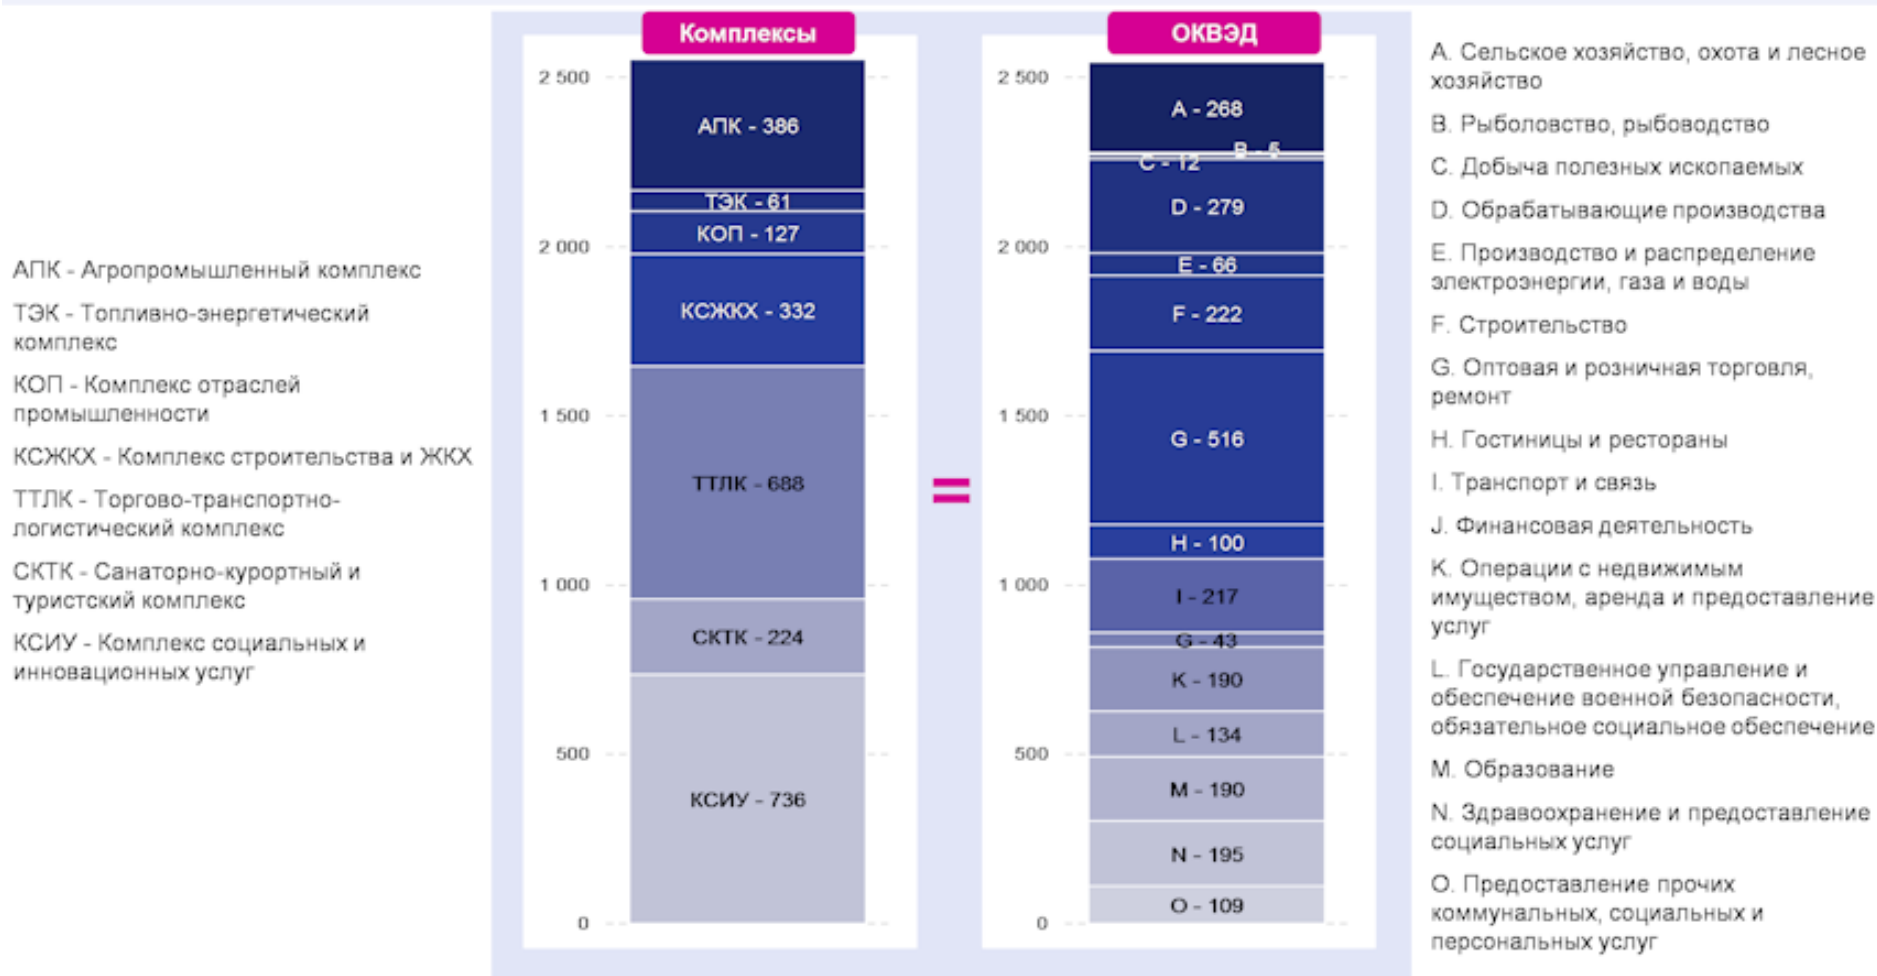 Комплексы
ОКВЭД
АПК - Агропромышленный комплекс
ТЭК - Топливно-энергетический
комплекс
КОП - Комплекс отраслей
промышленности
КСЖКХ - Комплекс строительства и ЖКХ
ТТЛК - Торгово-транспортно-
логистический комплекс
СКТК - Санаторно-курортный и
туристский комплекс
КСИУ - Комплекс социальных и
инновационных услуг
2 500
2 000
1 500
1 000
500
0
АПК - 386
ТЭК - 61
КОП - 127
КСЖКХ - 332
ТТЛК - 688
СКТК - 224
КСИУ - 736
=
2 500
2 000
1 500
1 000
500
0
A - 268
B - 5
C - 12
D - 279
E - 66
F - 222
G - 516
H - 100
I - 217
G - 43
K - 190
L - 134
M - 190
N - 195
O - 109
A. Сельское хозяйство, охота и лесное
хозяйство
B. Рыболовство, рыбоводство
C. Добыча полезных ископаемых
D. Обрабатывающие производства
E. Производство и распределение
электроэнергии, газа и воды
F. Строительство
G. Оптовая и розничная торговля,
ремонт
H. Гостиницы и рестораны
I. Транспорт и связь
J. Финансовая деятельность
K. Операции с недвижимым
имуществом, аренда и предоставление
услуг
L. Государственное управление и
обеспечение военной безопасности,
обязательное социальное обеспечение
M. Образование
N. Здравоохранение и предоставление
социальных услуг
O. Предоставление прочих
коммунальных, социальных и
персональных услуг